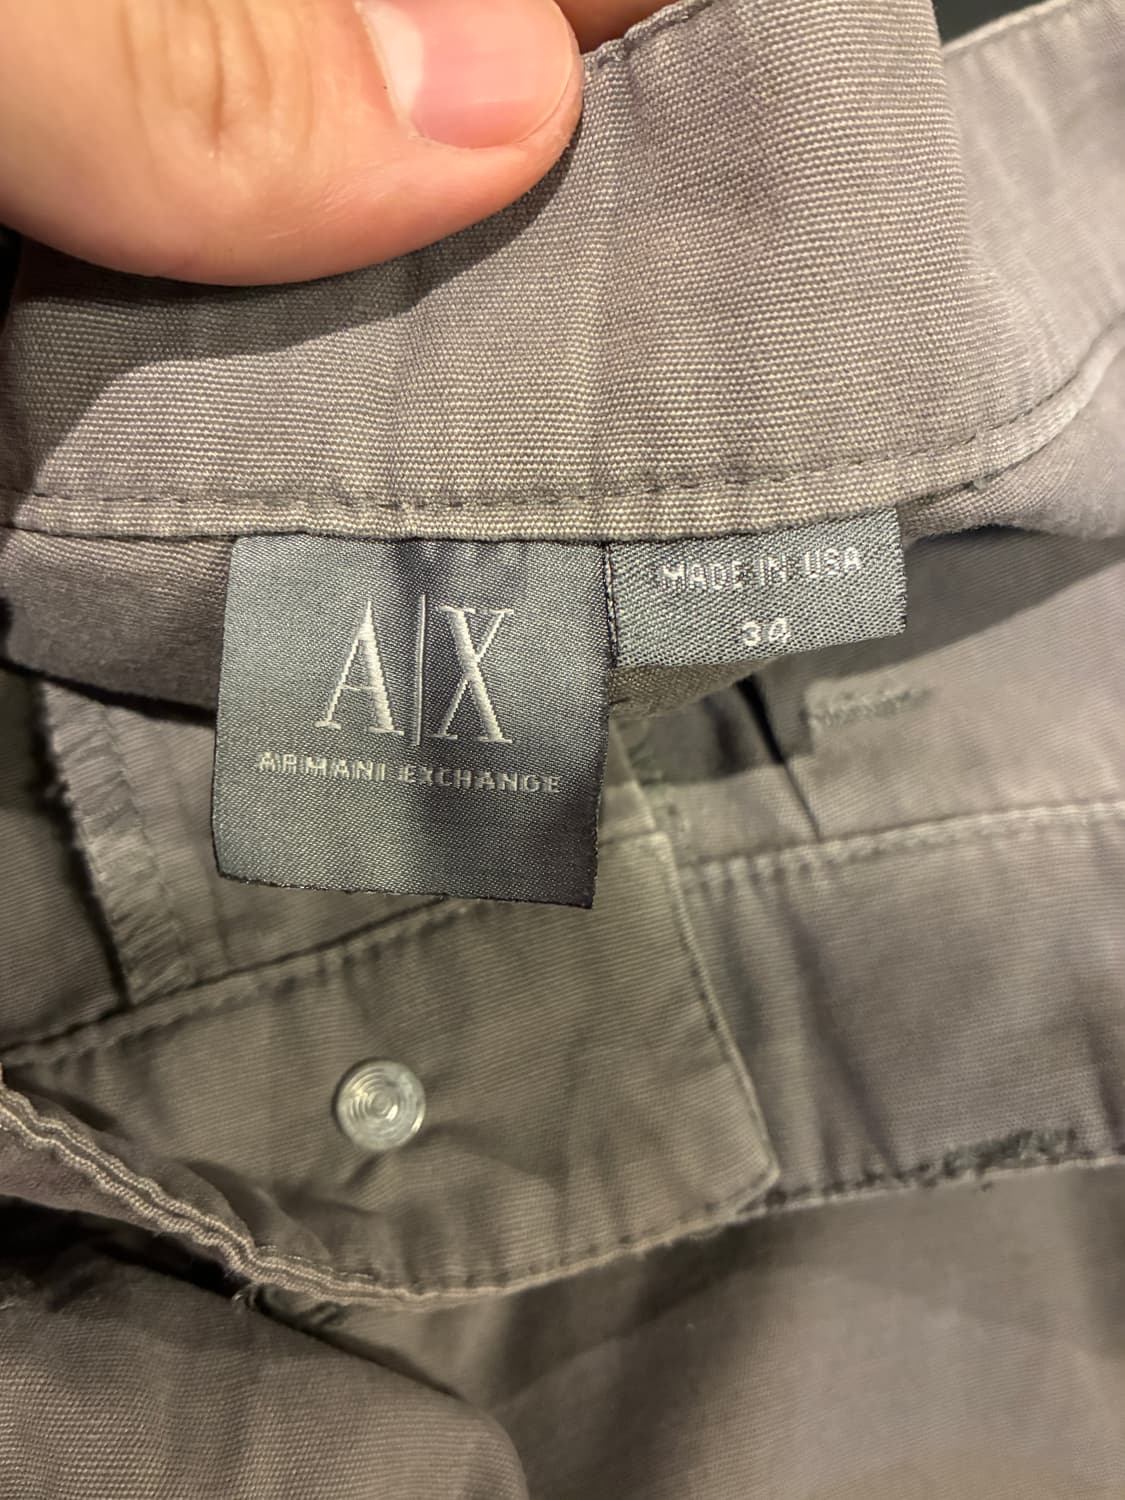 A|X
ARMANI EXCHANGE
MADE IN USA
34